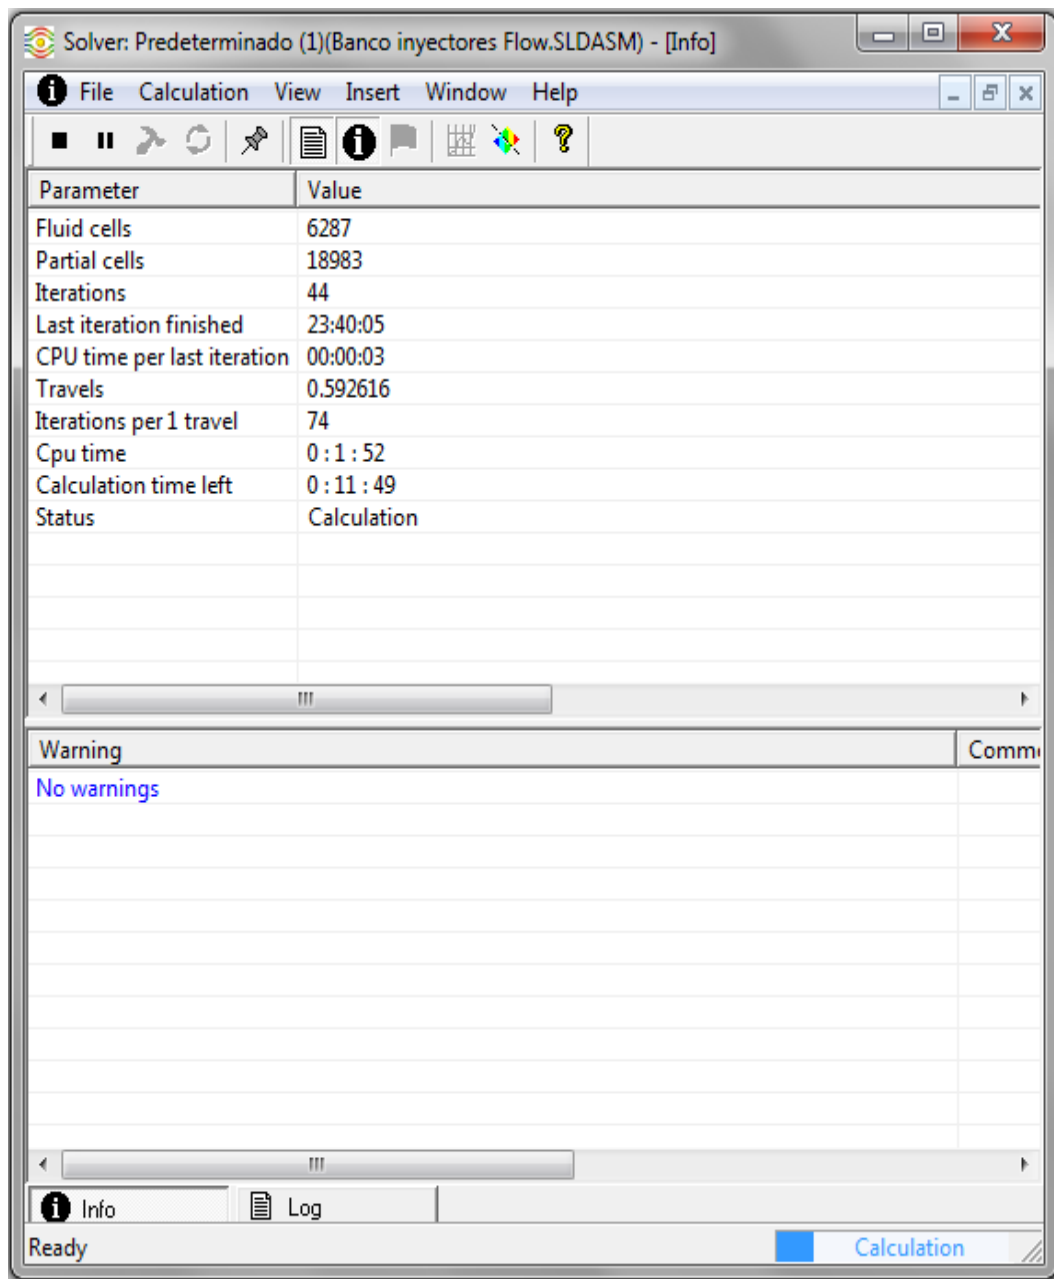 Solver: Predeterminado (1)(Banco inyectores Flow.SLDASM) - [Info]
File Calculation View Insert Window Help
Parameter Value
Fluid cells 6287
Partial cells 18983
Iterations 44
Last iteration finished 23:40:05
CPU time per last iteration 00:00:03
Travels 0.592616
Iterations per 1 travel 74
Cpu time 0 : 1 : 52
Calculation time left 0 : 11 : 49
Status Calculation
Warning Comme
No warnings
Info Log
Ready Calculation